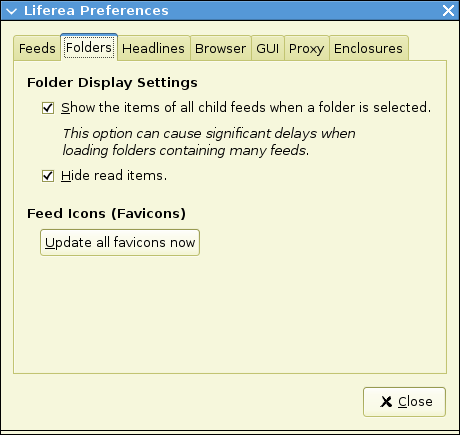 Liferea Preferences
Feeds Folders Headlines Browser GUI Proxy Enclosures
Folder Display Settings
Show the items of all child feeds when a folder is selected.
This option can cause significant delays when
loading folders containing many feeds.
Hide read items.
Feed Icons (Favicons)
Update all favicons now
Close